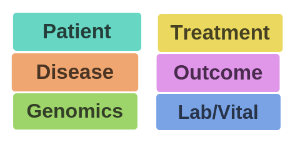 Patient
Treatment
Disease
Outcome
Genomics
Lab/Vital